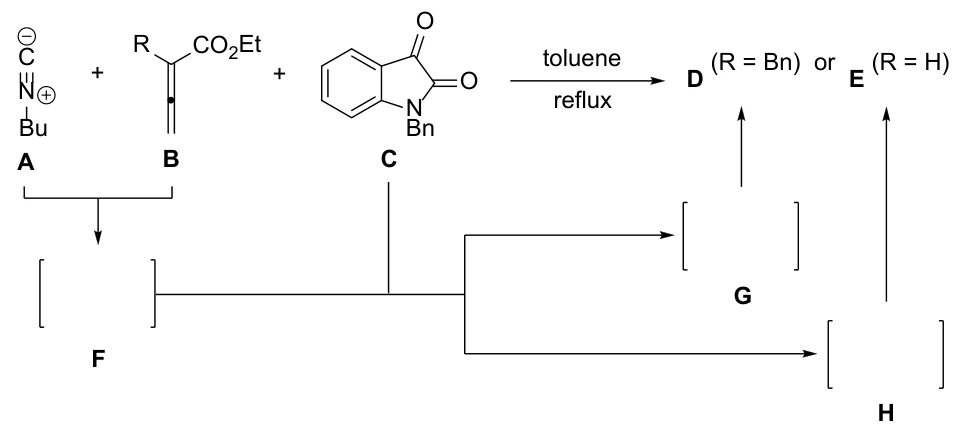 ⊖
C
≡
N ⊕
Bu
A
+
R CO2Et
B
+
O
O
N
Bn
C
toluene
reflux
D (R = Bn) or E (R = H)
F
G
H